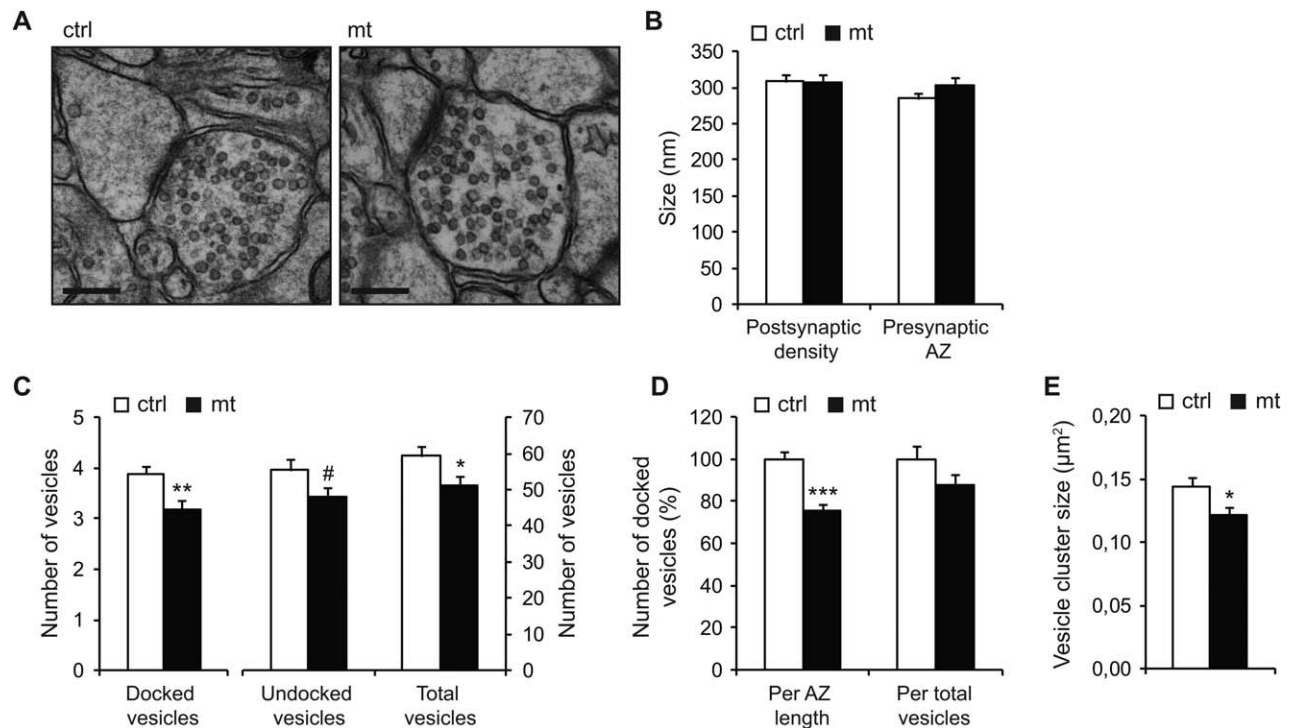 A
ctrl
mt
B
ctrl mt
350
300
250
200
150
100
50
0
Size (nm)
Postsynaptic
density
Presynaptic
AZ
C
ctrl mt
5
4
3
2
1
0
Number of vesicles
**
#
*
70
60
50
40
30
20
10
0
Number of vesicles
Docked
vesicles
Undocked
vesicles
Total
vesicles
D
ctrl mt
120
100
80
60
40
20
0
Number of docked
vesicles (%)
***
Per AZ
length
Per total
vesicles
E
ctrl mt
0,20
0,15
0,10
0,05
0,00
Vesicle cluster size (µm²)
*